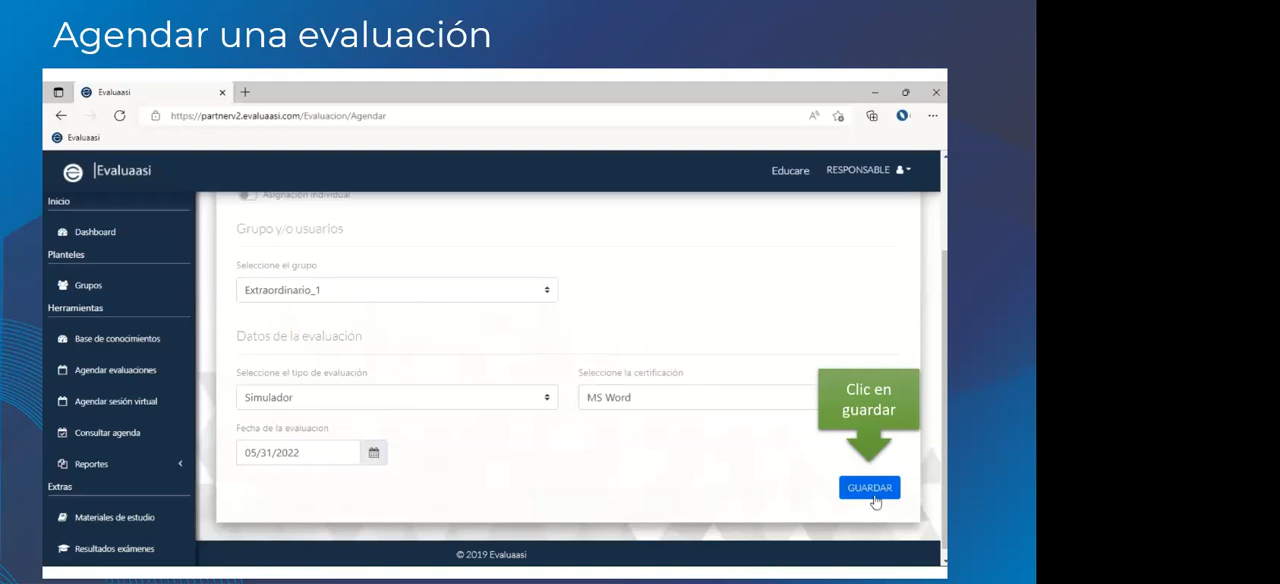 Agendar una evaluación
Evaluaasi
https://partnerv2.evaluaasi.com/Evaluacion/Agendar
Evaluaasi
|Evaluaasi
Educare RESPONSABLE
Inicio
Dashboard
Planteles
Grupos
Herramientas
Base de conocimientos
Agendar evaluaciones
Agendar sesión virtual
Consultar agenda
Reportes
Extras
Materiales de estudio
Resultados exámenes
Asignación individual
Grupo y/o usuarios
Seleccione el grupo
Extraordinario_1
Datos de la evaluación
Seleccione el tipo de evaluación
Simulador
Seleccione la certificación
MS Word
Fecha de la evaluacion
05/31/2022
Clic en
guardar
GUARDAR
© 2019 Evaluaasi